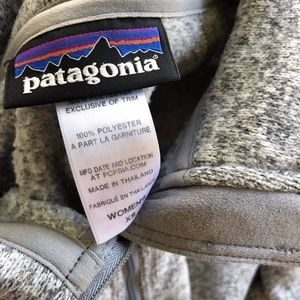 patagonia
EXCLUSIVE OF TRIM
100% POLYESTER
A PART LA GARNITURE
MFG DATE AND LOCATION
AT PCPSIA.COM
MADE IN THAILAND
FABRIQUÉ EN THAÏLANDE
WOMEN'S
XS